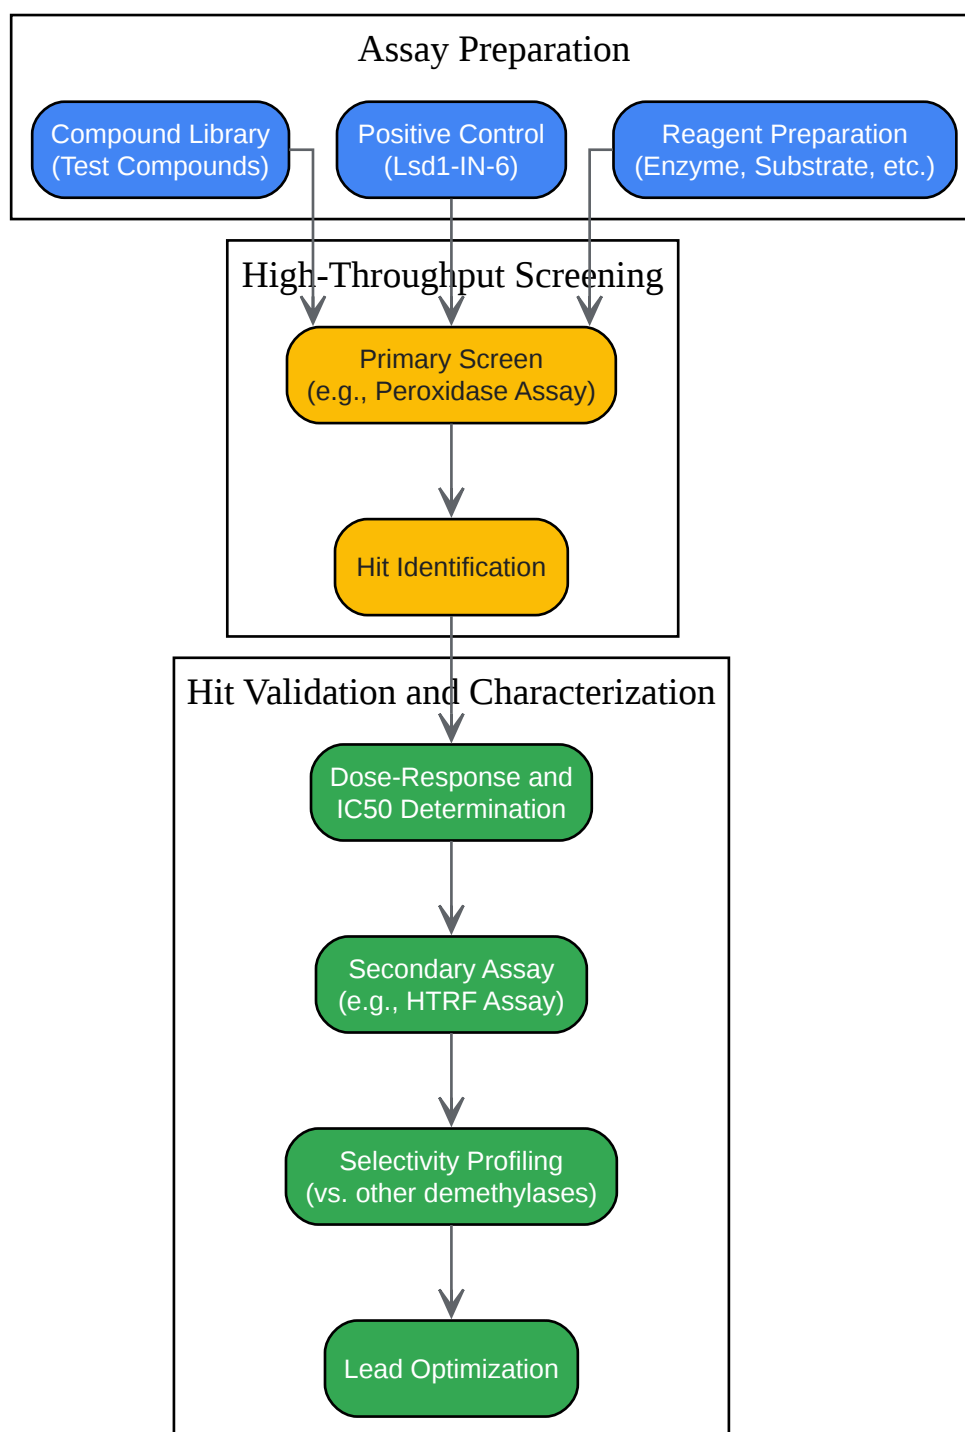 Assay Preparation
Compound Library
(Test Compounds)
Positive Control
(Lsd1-IN-6)
Reagent Preparation
(Enzyme, Substrate, etc.)
High-Throughput Screening
Primary Screen
(e.g., Peroxidase Assay)
Hit Identification
Hit Validation and Characterization
Dose-Response and
IC50 Determination
Secondary Assay
(e.g., HTRF Assay)
Selectivity Profiling
(vs. other demethylases)
Lead Optimization